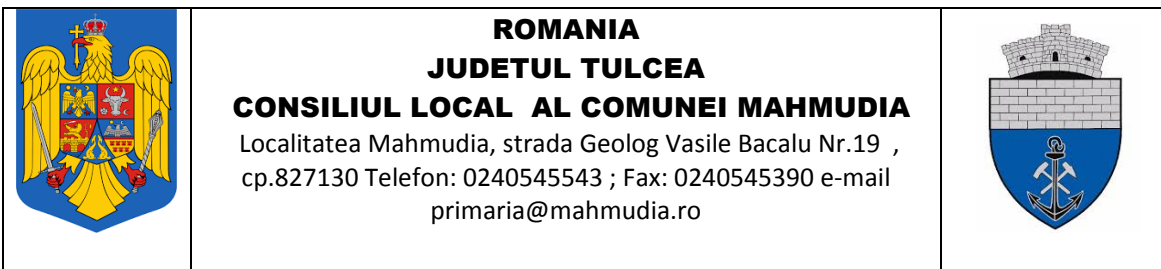 ROMANIA
JUDETUL TULCEA
CONSILIUL LOCAL AL COMUNEI MAHMUDIA
Localitatea Mahmudia, strada Geolog Vasile Bacalu Nr.19 ,
cp.827130 Telefon: 0240545543 ; Fax: 0240545390 e-mail
primaria@mahmudia.ro